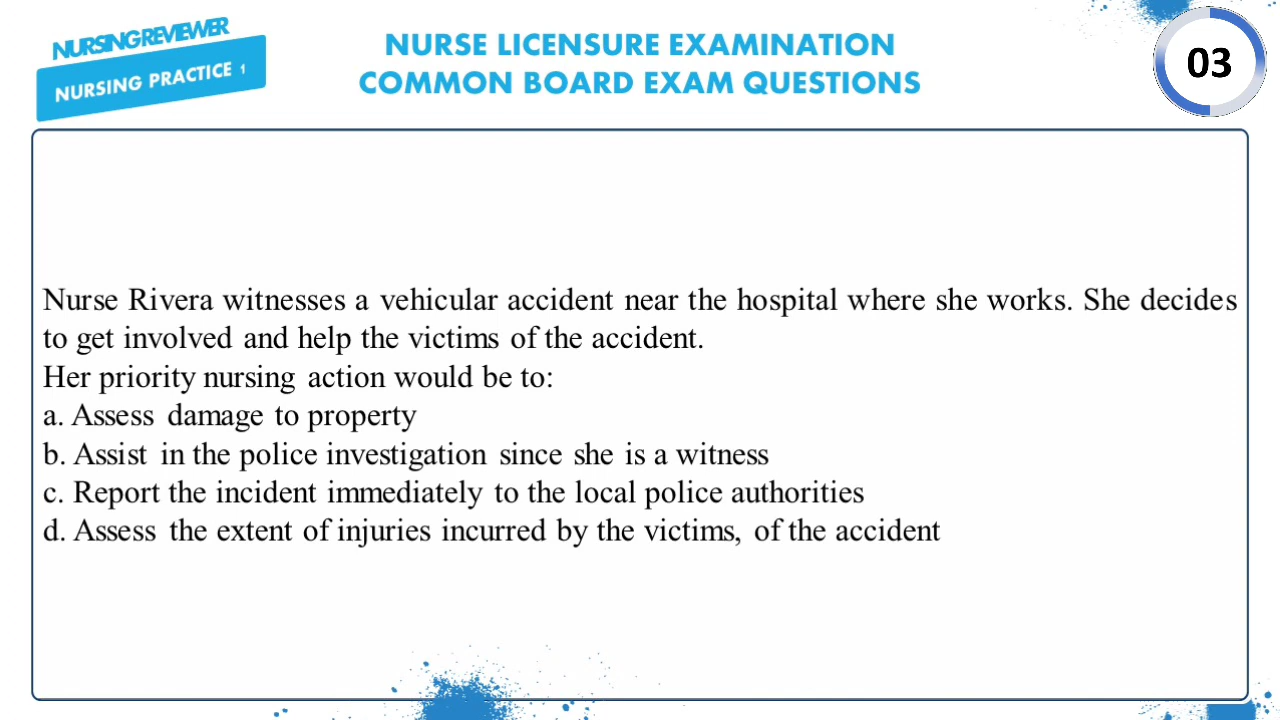 NURSINGREVIEWER
NURSING PRACTICE 1
NURSE LICENSURE EXAMINATION
COMMON BOARD EXAM QUESTIONS
03
Nurse Rivera witnesses a vehicular accident near the hospital where she works. She decides
to get involved and help the victims of the accident.
Her priority nursing action would be to:
a. Assess damage to property
b. Assist in the police investigation since she is a witness
c. Report the incident immediately to the local police authorities
d. Assess the extent of injuries incurred by the victims, of the accident